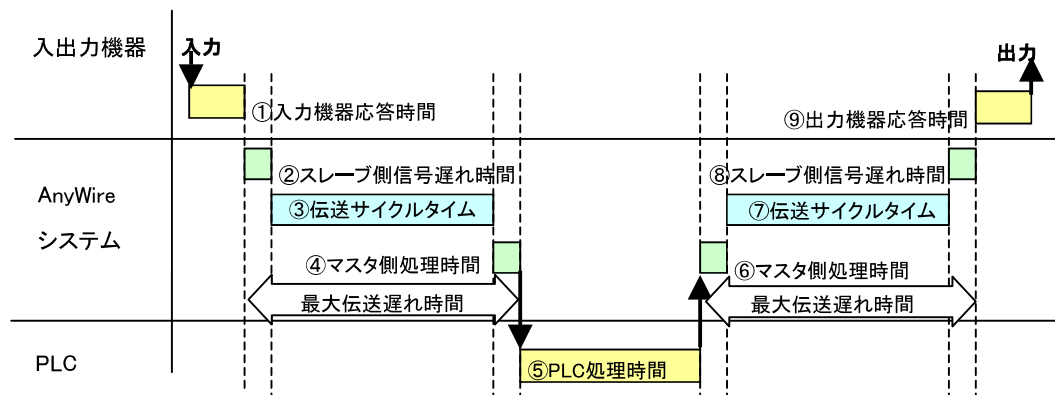 入出力機器
入力
出力
①入力機器応答時間
⑨出力機器応答時間
AnyWire
システム
②スレーブ側信号遅れ時間
⑧スレーブ側信号遅れ時間
③伝送サイクルタイム
⑦伝送サイクルタイム
④マスタ側処理時間
⑥マスタ側処理時間
最大伝送遅れ時間
最大伝送遅れ時間
PLC
⑤PLC処理時間